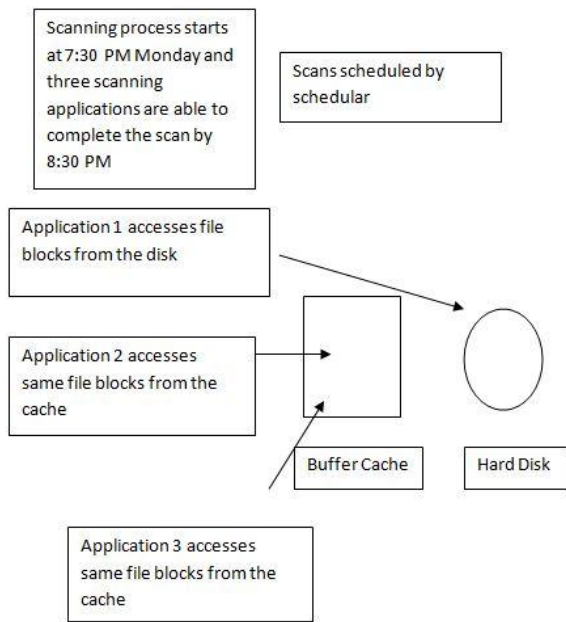 Scanning process starts
at 7:30 PM Monday and
three scanning
applications are able to
complete the scan by
8:30 PM
Scans scheduled by
schedular
Application 1 accesses file
blocks from the disk
Application 2 accesses
same file blocks from the
cache
Buffer Cache
Hard Disk
Application 3 accesses
same file blocks from the
cache